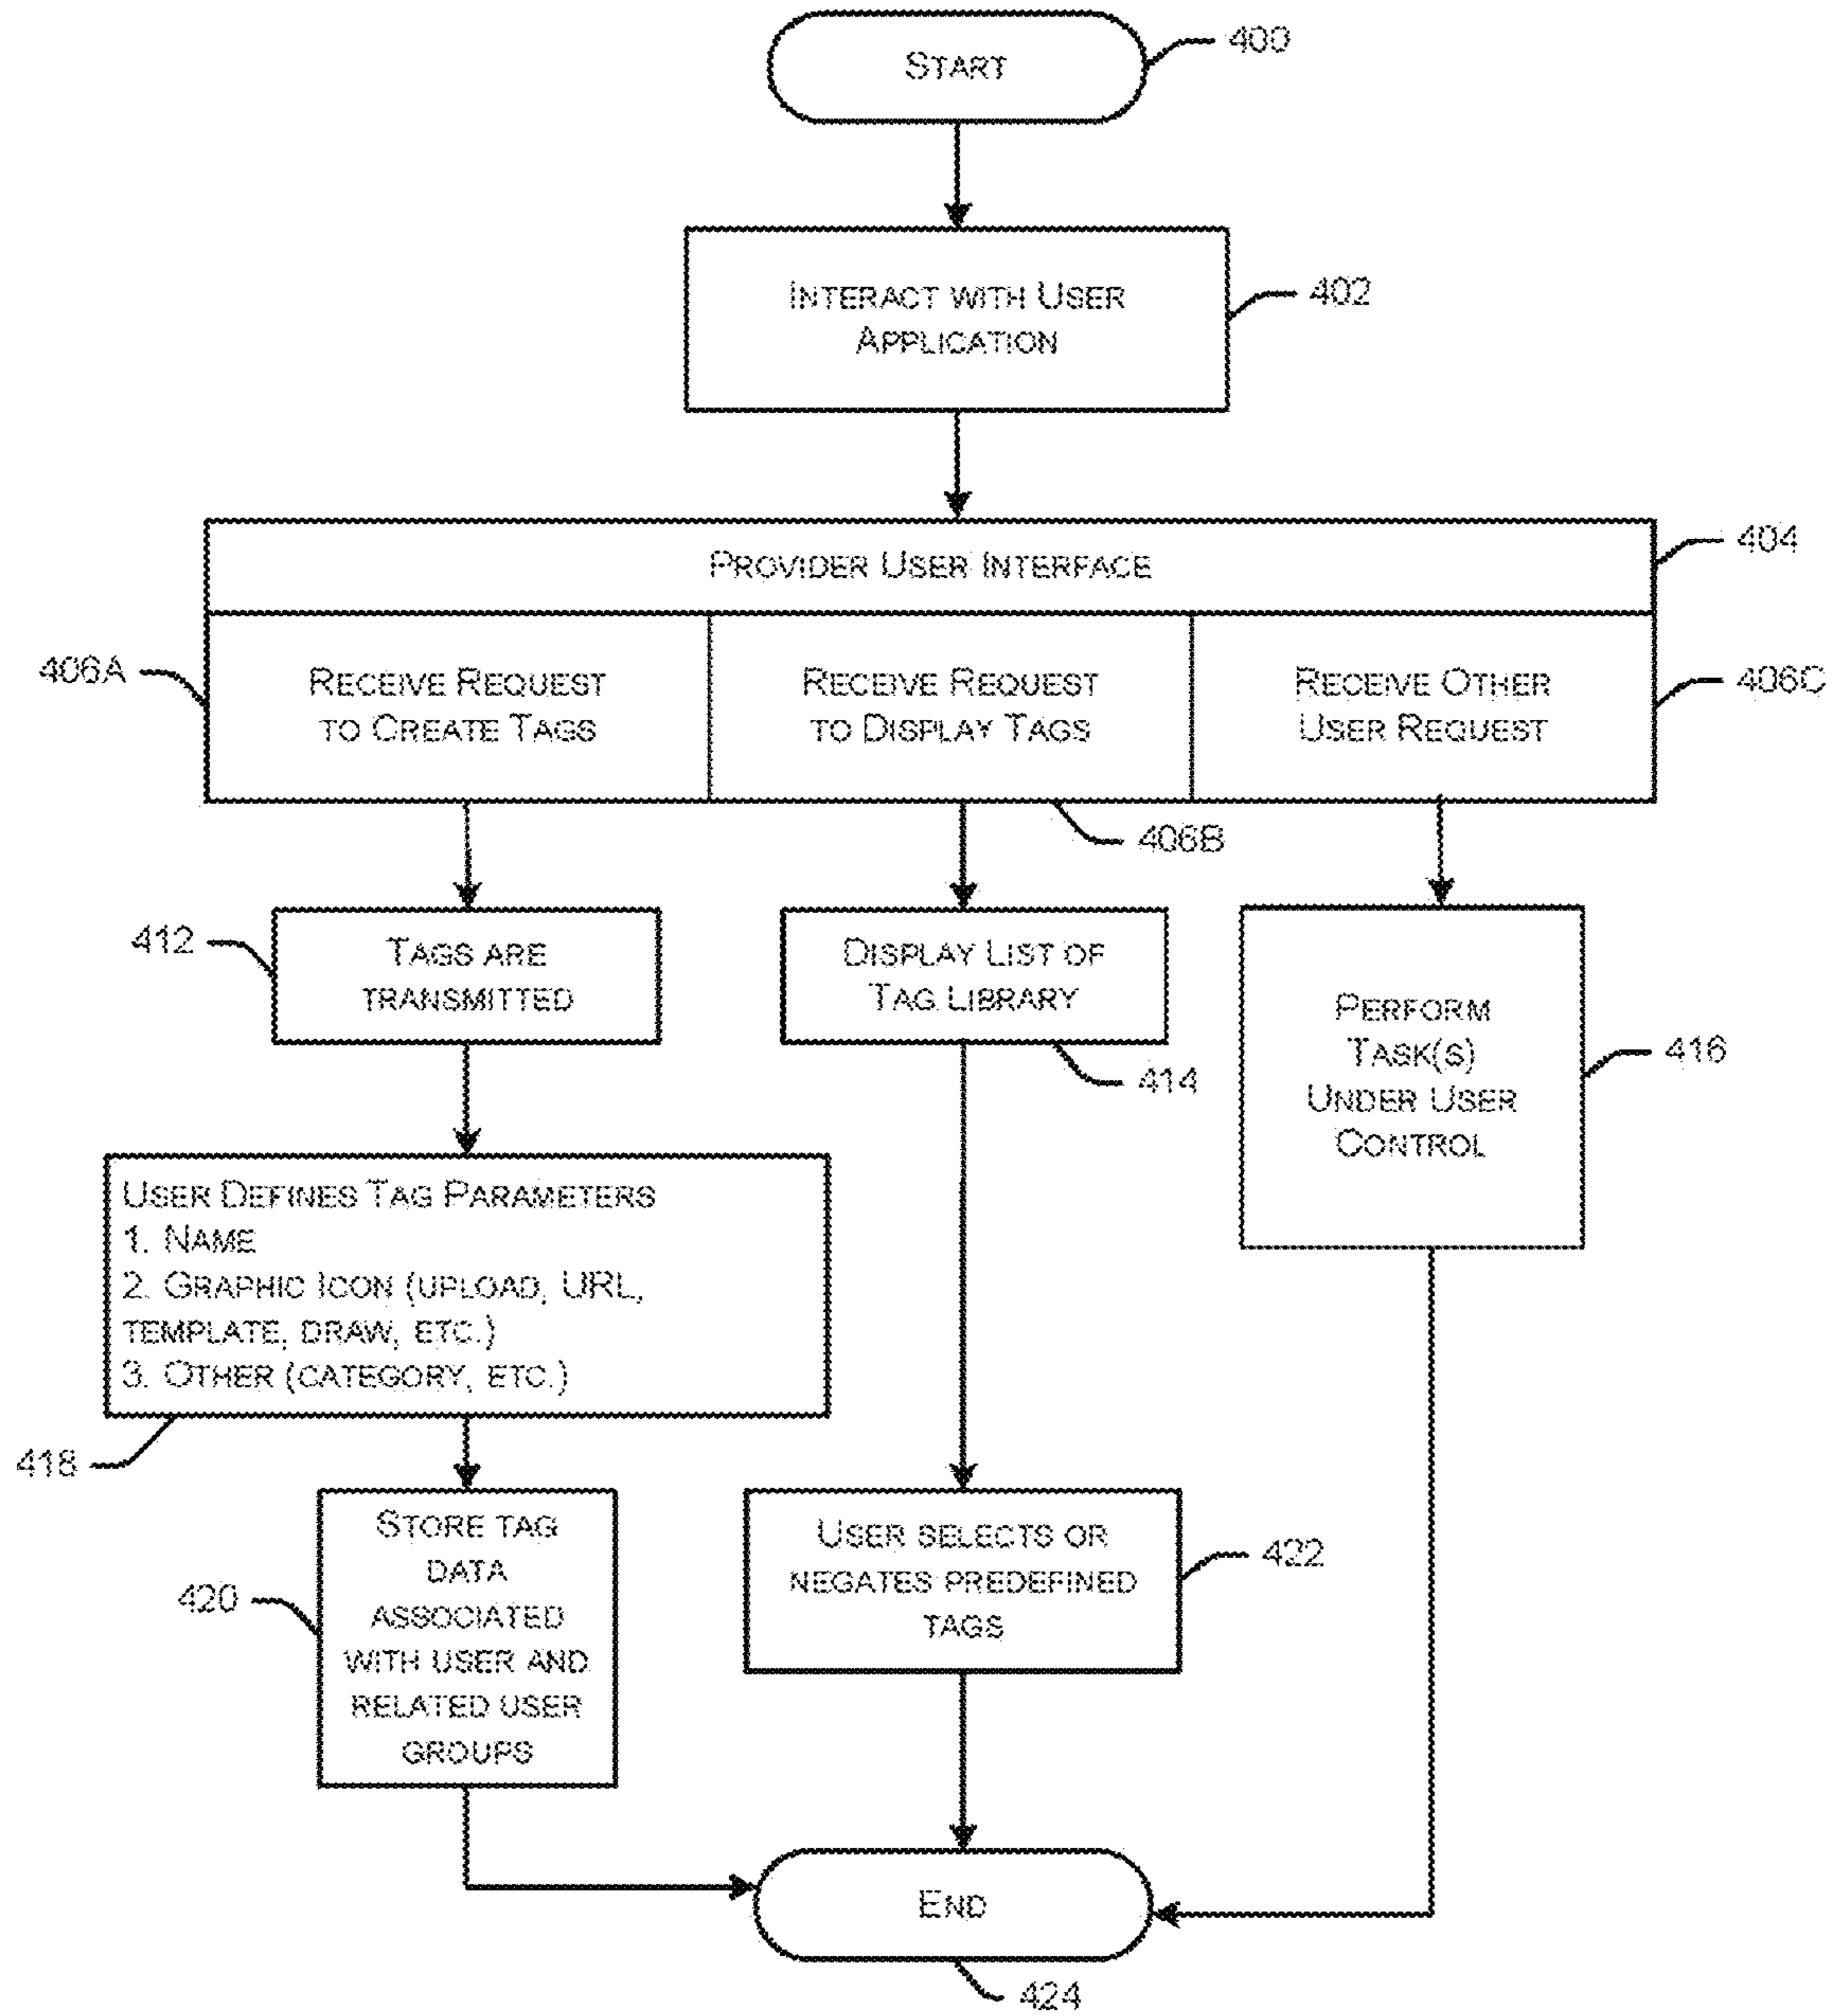 START
400
INTERACT WITH USER
APPLICATION
402
PROVIDER USER INTERFACE
404
406A
RECEIVE REQUEST
TO CREATE TAGS
RECEIVE REQUEST
TO DISPLAY TAGS
RECEIVE OTHER
USER REQUEST
406C
406B
412
TAGS ARE
TRANSMITTED
DISPLAY LIST OF
TAG LIBRARY
414
PERFORM
TASK(S)
UNDER USER
CONTROL
416
USER DEFINES TAG PARAMETERS
1. NAME
2. GRAPHIC ICON (UPLOAD, URL,
TEMPLATE, DRAW, ETC.)
3. OTHER (CATEGORY, ETC.)
418
420
STORE TAG
DATA
ASSOCIATED
WITH USER AND
RELATED USER
GROUPS
USER SELECTS OR
NEGATES PREDEFINED
TAGS
422
END
424